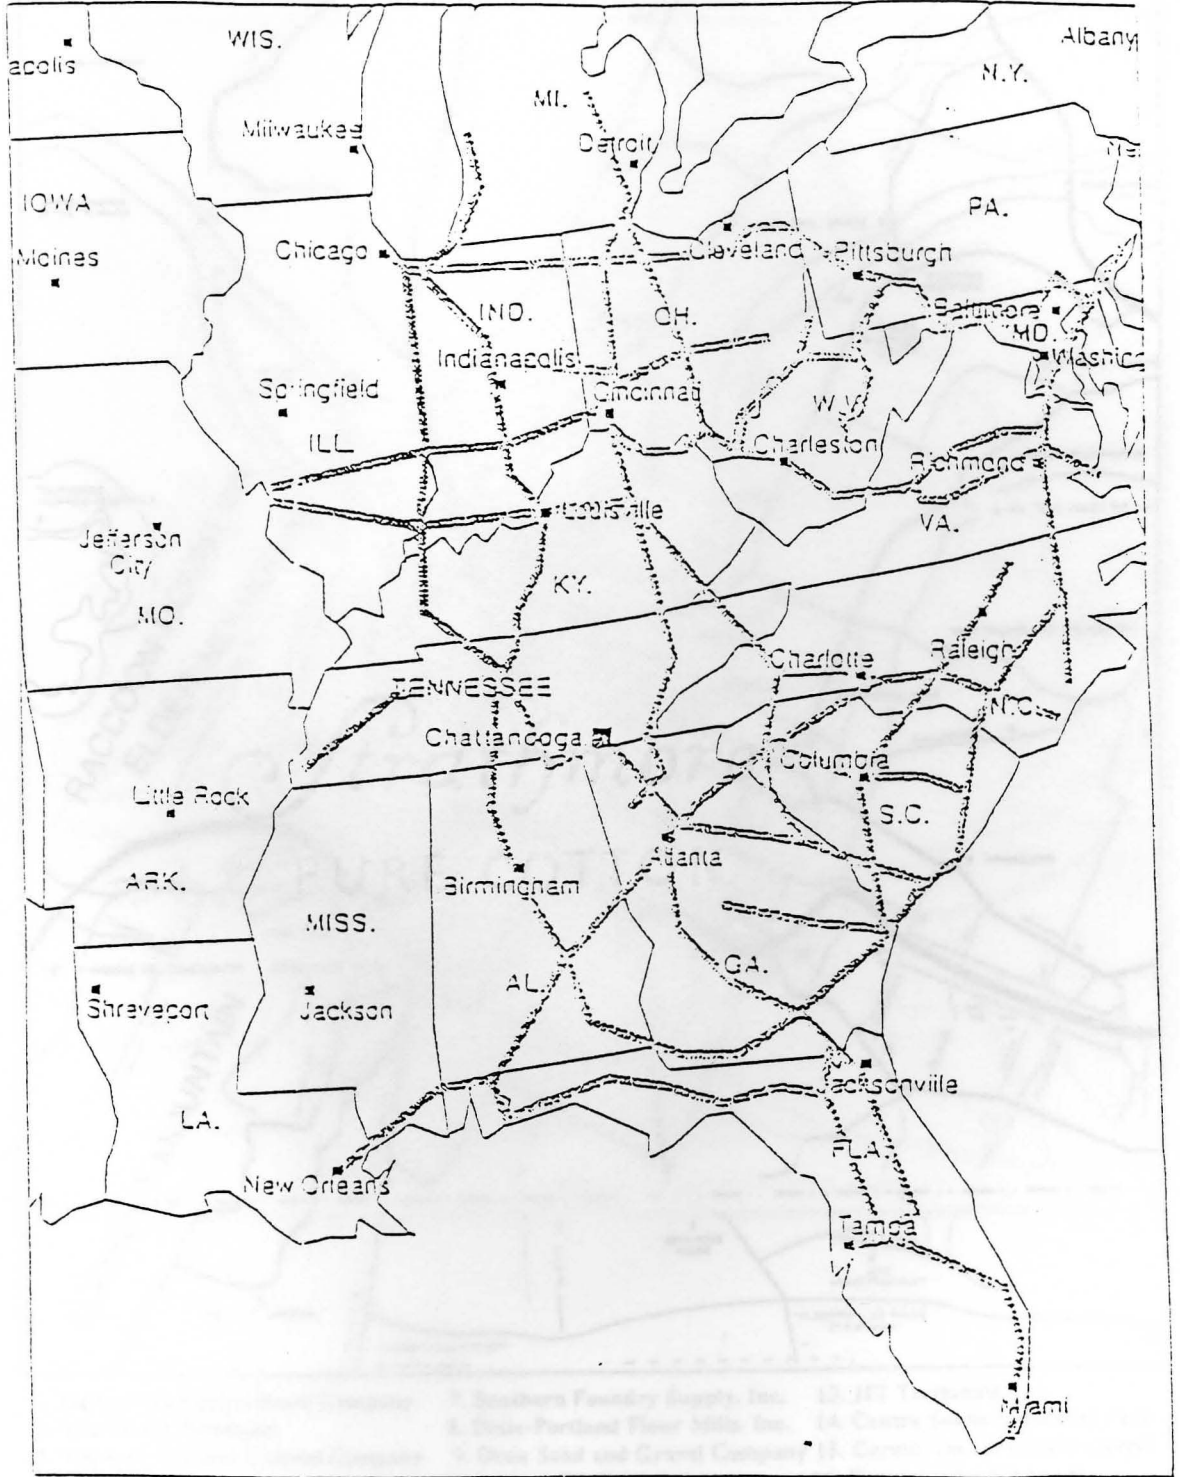 WIS.
Albany
apolis
N.Y.
MI.
Milwaukee
Detroit
IOWA
PA.
Moines
Chicago
Cleveland
Pittsburgh
IND.
OH.
Baltimore
MD.
Indianapolis
Washing
Springfield
Cincinnati
W.V.
ILL.
Charleston
Richmond
Louisville
VA.
Jefferson
City
KY.
MO.
Charlotte
Raleigh
TENNESSEE
N.C.
Chattanooga
Columbia
Little Rock
S.C.
Atlanta
ARK.
Birmingham
PURE
MISS.
GA.
AL.
Shreveport
Jackson
Jacksonville
LA.
FLA.
New Orleans
Tampa
Miami
7. Southern Foundry Supply, Inc.
8. Dixie-Portland Flour Mills, Inc.
9. Dixie Sand and Gravel Company